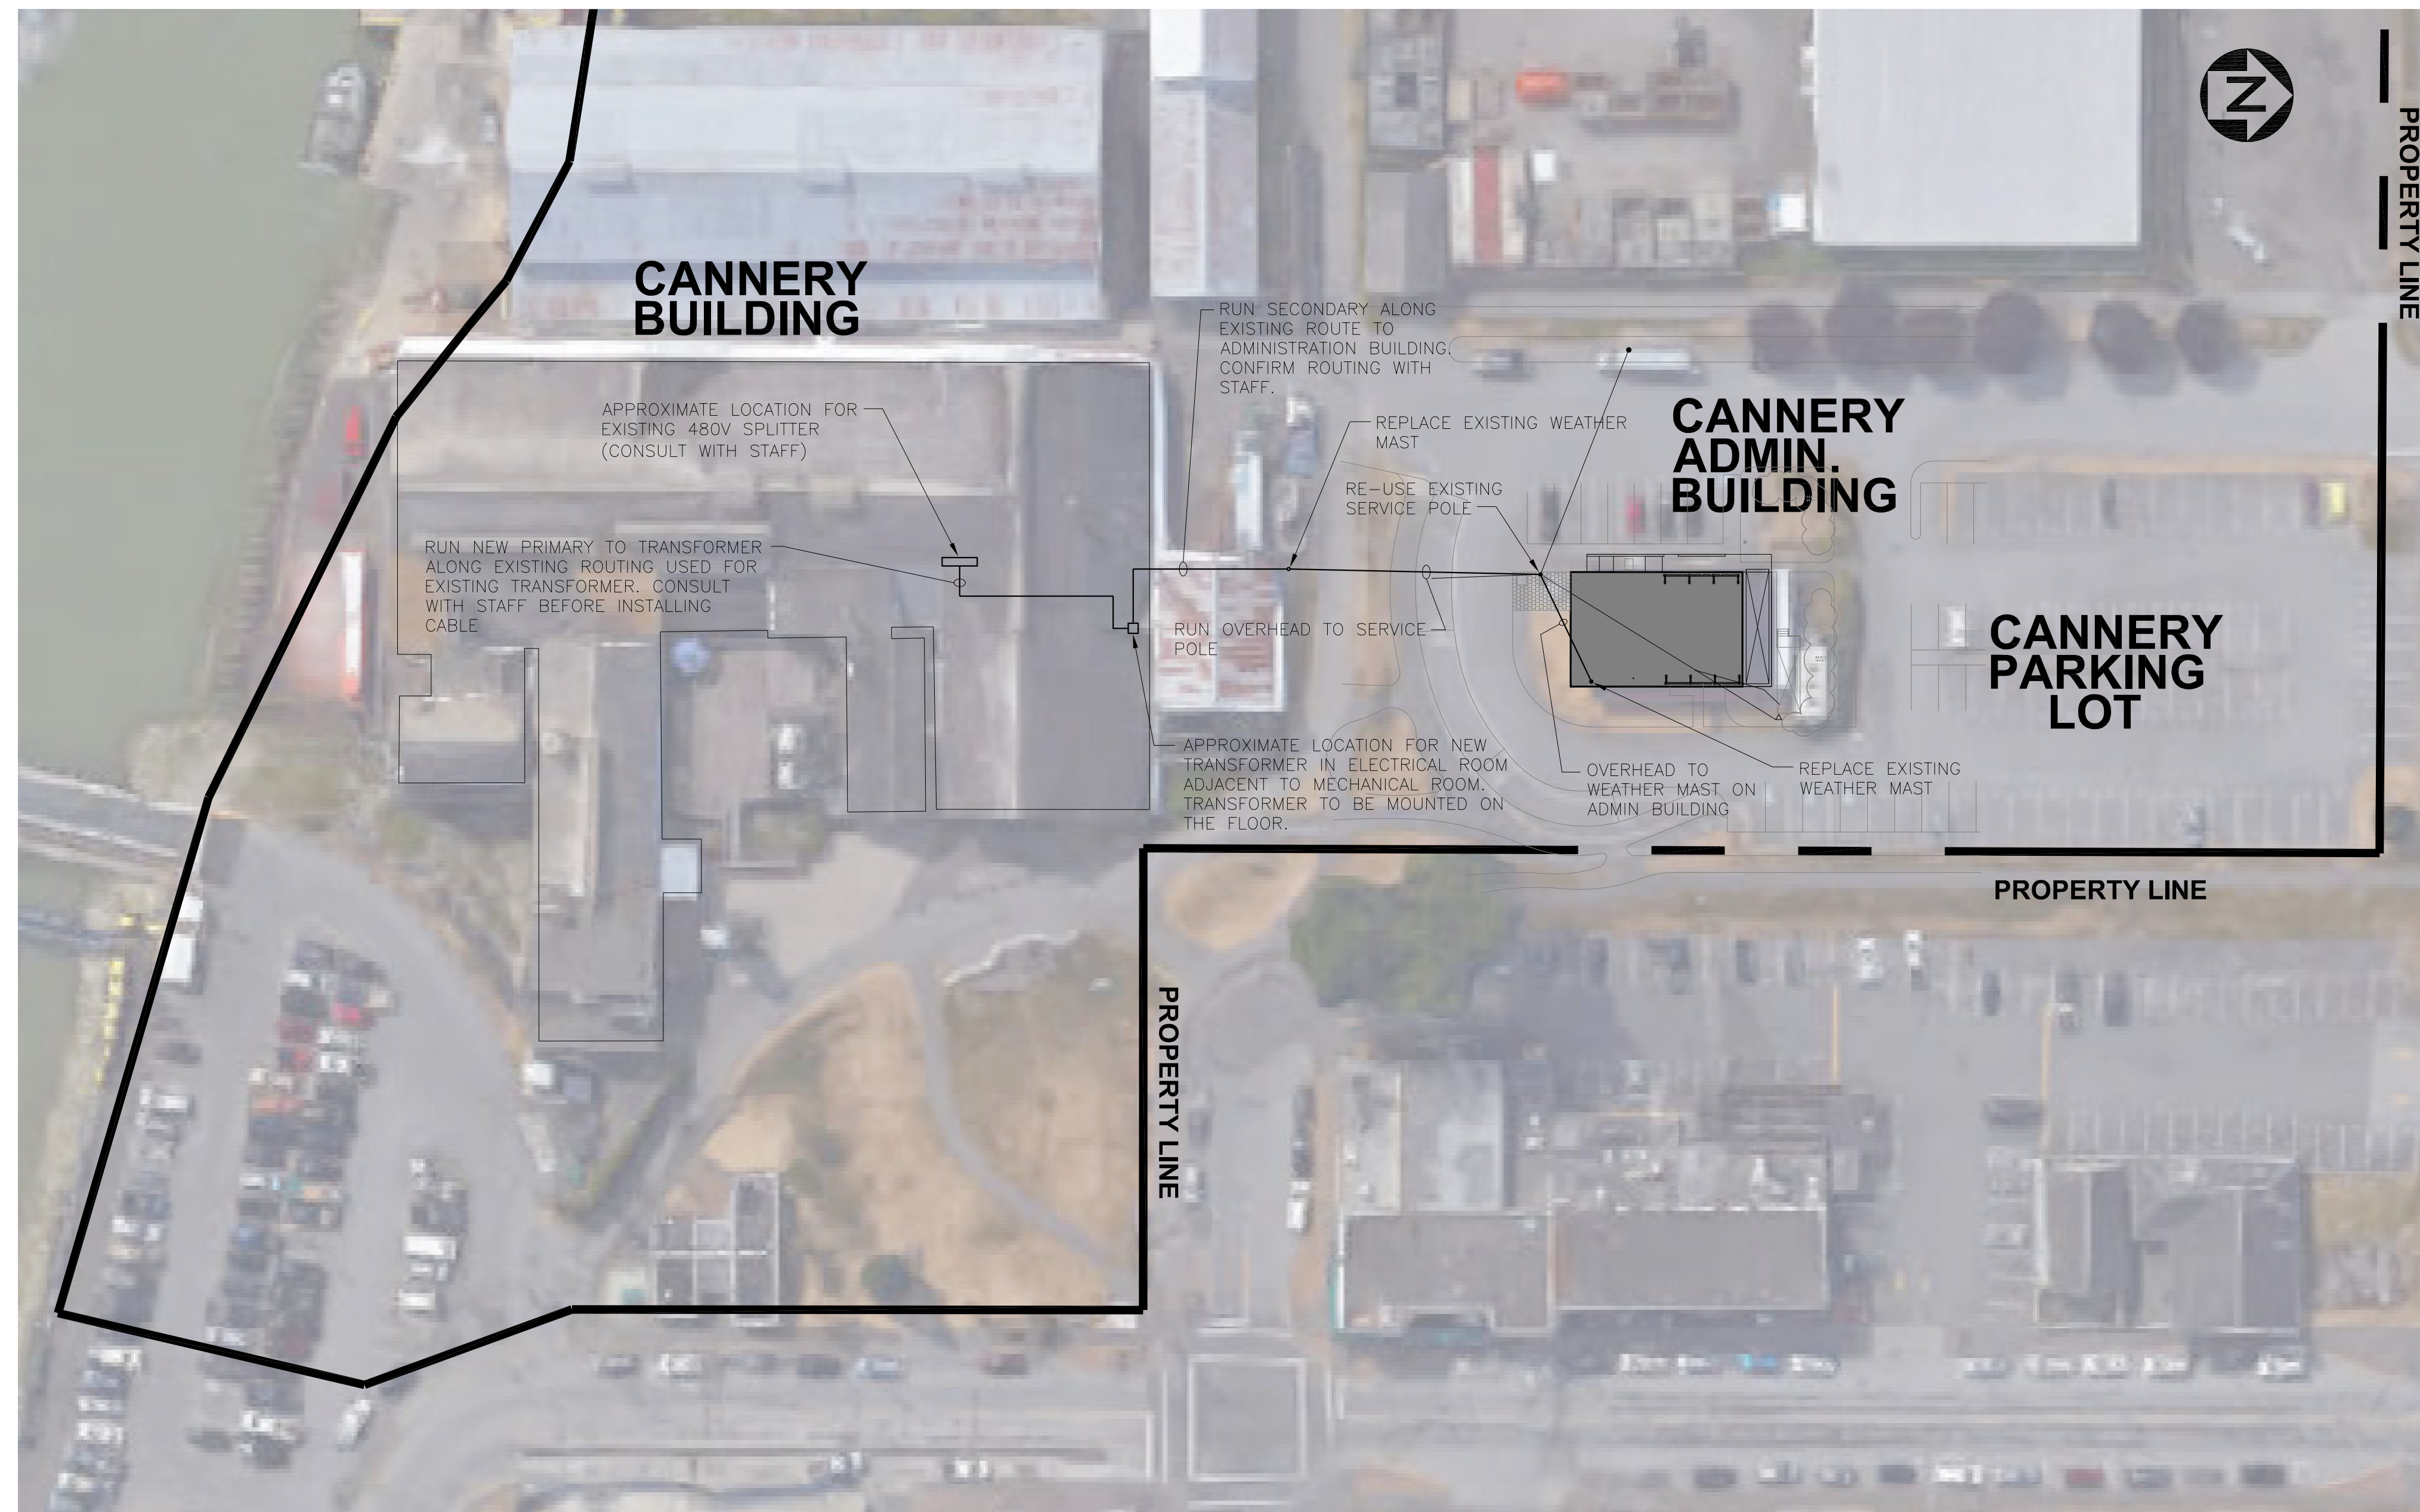 N
PROPERTY LINE
CANNERY
BUILDING
RUN SECONDARY ALONG
EXISTING ROUTE TO
ADMINISTRATION BUILDING.
CONFIRM ROUTING WITH
STAFF.
APPROXIMATE LOCATION FOR
EXISTING 480V SPLITTER
(CONSULT WITH STAFF)
REPLACE EXISTING WEATHER
MAST
CANNERY
ADMIN.
BUILDING
RE-USE EXISTING
SERVICE POLE
RUN NEW PRIMARY TO TRANSFORMER
ALONG EXISTING ROUTING USED FOR
EXISTING TRANSFORMER. CONSULT
WITH STAFF BEFORE INSTALLING
CABLE
RUN OVERHEAD TO SERVICE
POLE
CANNERY
PARKING
LOT
APPROXIMATE LOCATION FOR NEW
TRANSFORMER IN ELECTRICAL ROOM
ADJACENT TO MECHANICAL ROOM.
TRANSFORMER TO BE MOUNTED ON
THE FLOOR.
OVERHEAD TO
WEATHER MAST ON
ADMIN BUILDING
REPLACE EXISTING
WEATHER MAST
PROPERTY LINE
PROPERTY LINE